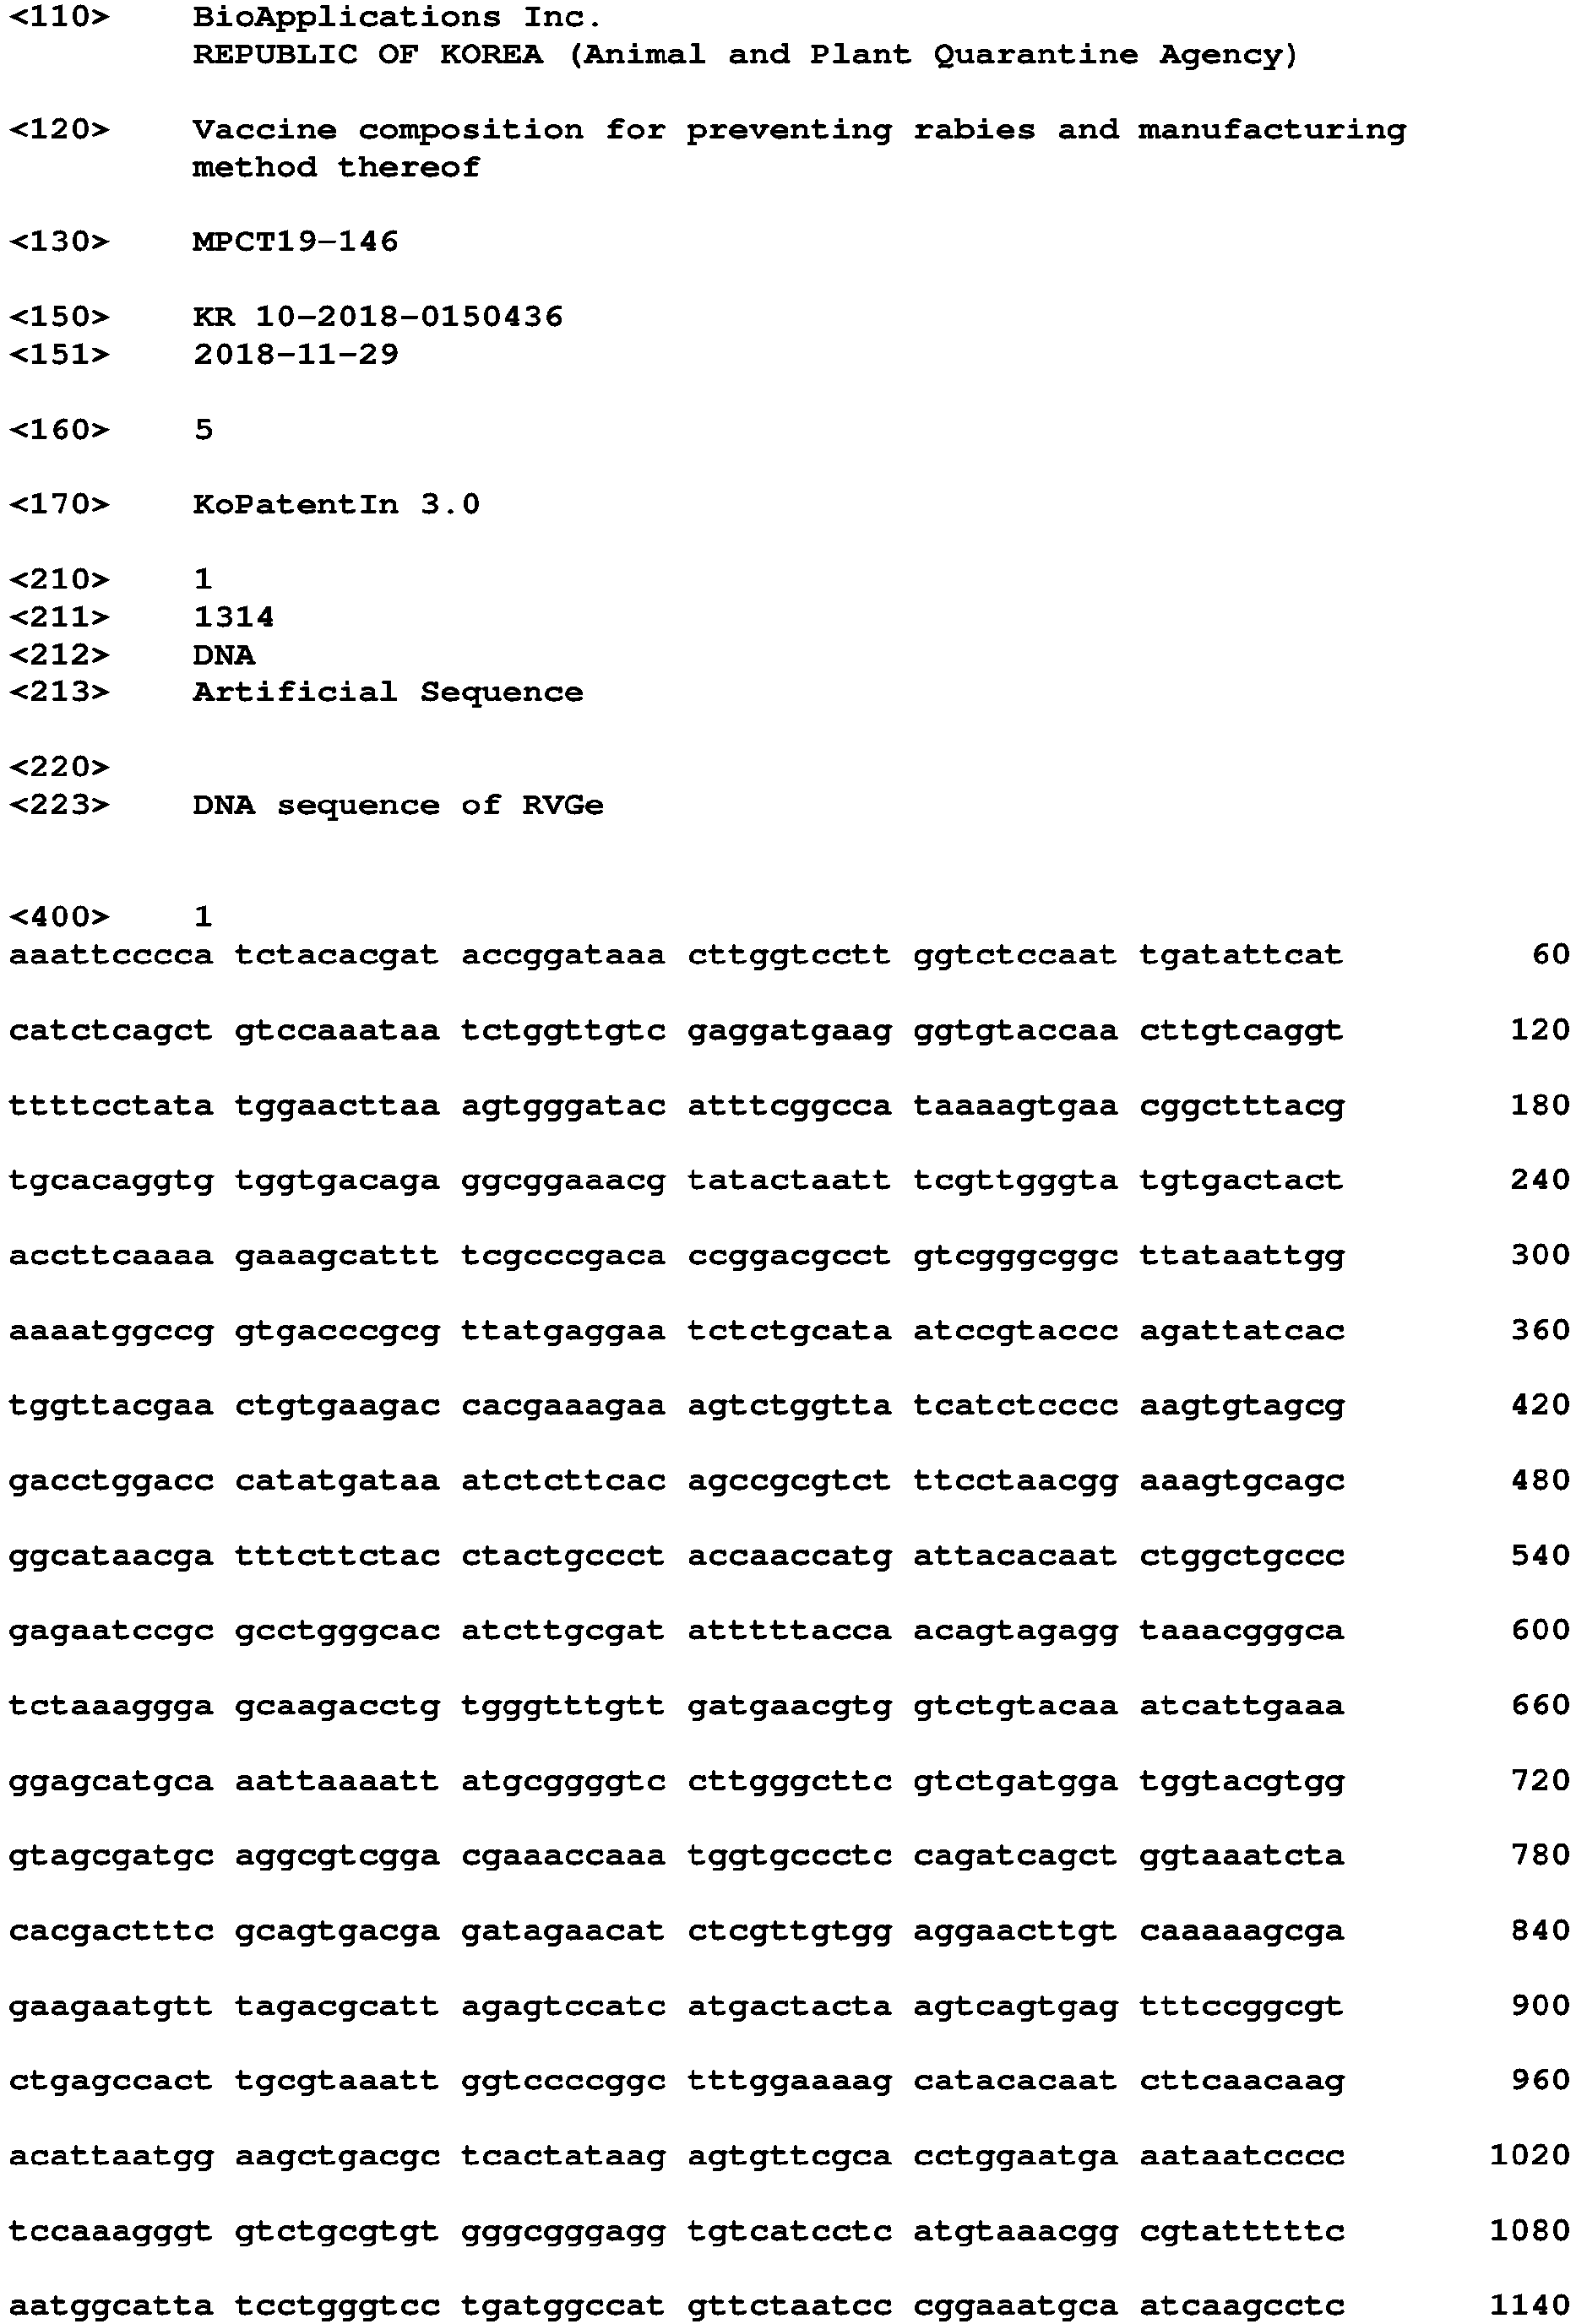 <110> BioApplications Inc.
REPUBLIC OF KOREA (Animal and Plant Quarantine Agency)
<120> Vaccine composition for preventing rabies and manufacturing
method thereof
<130> MPCT19-146
<150> KR 10-2018-0150436
<151> 2018-11-29
<160> 5
<170> KoPatentIn 3.0
<210> 1
<211> 1314
<212> DNA
<213> Artificial Sequence
<220>
<223> DNA sequence of RVGe
<400> 1
aaattcccca tctacacgat accggataaa cttggtcctt ggtctccaat tgatattcat 60
catctcagct gtccaaataa tctggttgtc gaggatgaag ggtgtaccaa cttgtcaggt 120
ttttcctata tggaacttaa agtgggatac atttcggcca taaaagtgaa cggctttacg 180
tgcacaggtg tggtgacaga ggcggaaacg tatactaatt tcgttgggta tgtgactact 240
accttcaaaa gaaagcattt tcgcccgaca ccggacgcct gtcgggcggc ttataattgg 300
aaaatggccg gtgacccgcg ttatgaggaa tctctgcata atccgtaccc agattatcac 360
tggttacgaa ctgtgaagac cacgaaagaa agtctggtta tcatctcccc aagtgtagcg 420
gacctggacc catatgataa atctcttcac agccgcgtct ttcctaacgg aaagtgcagc 480
ggcataacga tttcttctac ctactgccct accaaccatg attacacaat ctggctgccc 540
gagaatccgc gcctgggcac atcttgcgat atttttacca acagtagagg taaacgggca 600
tctaaaggga gcaagacctg tgggtttgtt gatgaacgtg gtctgtacaa atcattgaaa 660
ggagcatgca aattaaaatt atgcggggtc cttgggcttc gtctgatgga tggtacgtgg 720
gtagcgatgc aggcgtcgga cgaaaccaaa tggtgccctc cagatcagct ggtaaatcta 780
cacgactttc gcagtgacga gatagaacat ctcgttgtgg aggaacttgt caaaaagcga 840
gaagaatgtt tagacgcatt agagtccatc atgactacta agtcagtgag tttccggcgt 900
ctgagccact tgcgtaaatt ggtccccggc tttggaaaag catacacaat cttcaacaag 960
acattaatgg aagctgacgc tcactataag agtgttcgca cctggaatga aataatcccc 1020
tccaaagggt gtctgcgtgt gggcgggagg tgtcatcctc atgtaaacgg cgtatttttc 1080
aatggcatta tcctgggtcc tgatggccat gttctaatcc cggaaatgca atcaagcctc 1140